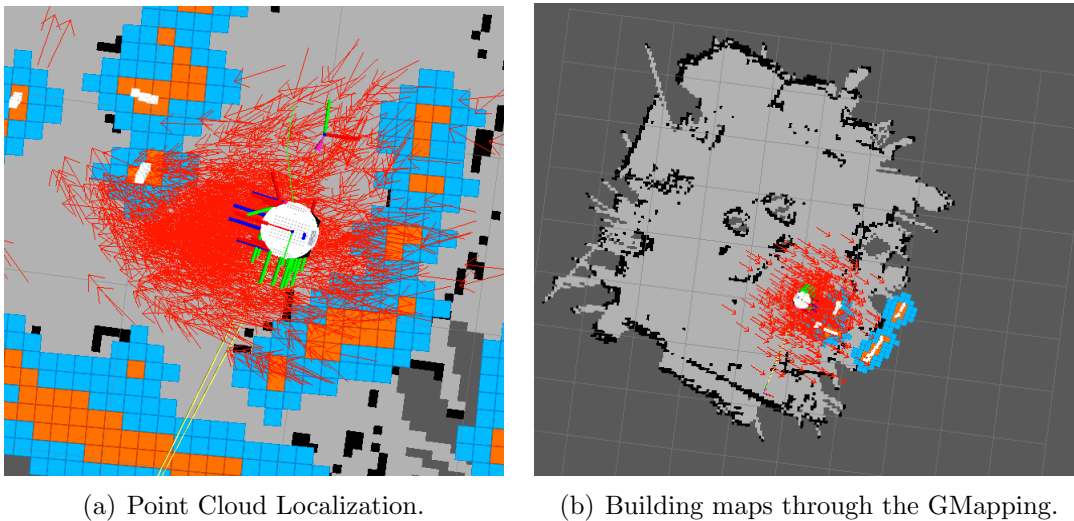 (a) Point Cloud Localization.
(b) Building maps through the GMapping.